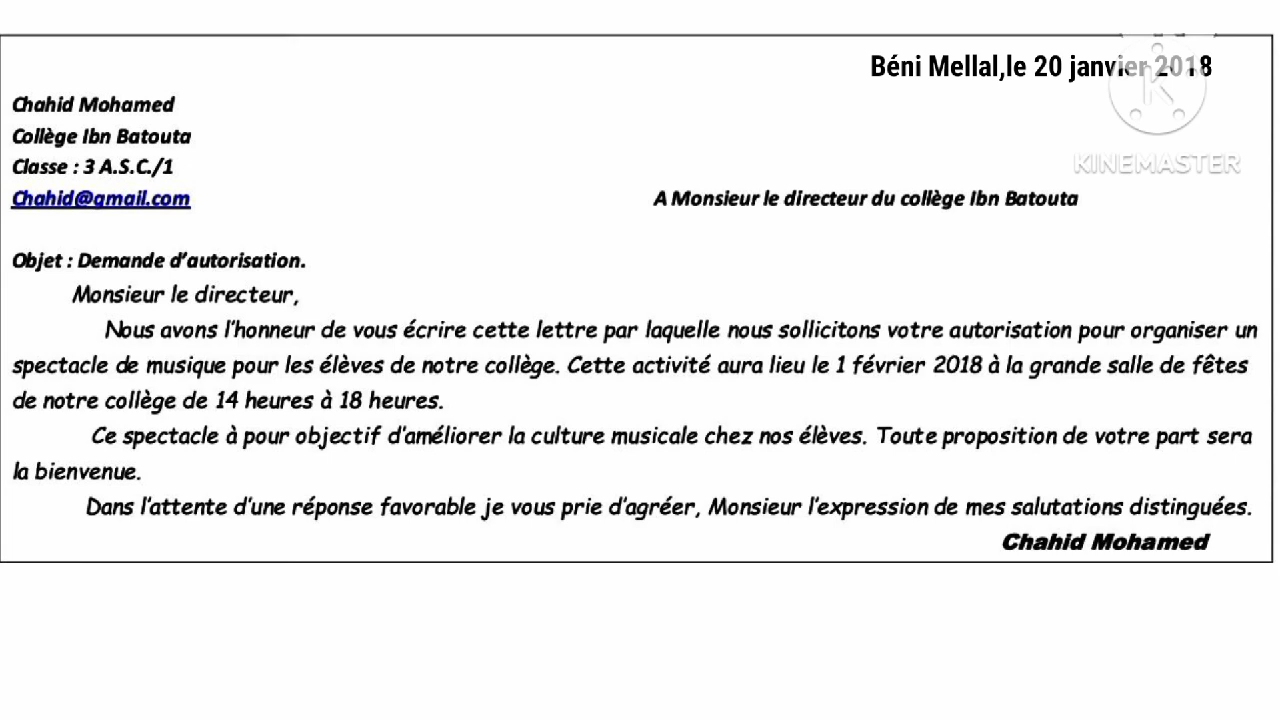 Béni Mellal,le 20 janvier 2018
KINEMASTER
Chahid Mohamed
Collège Ibn Batouta
Classe : 3 A.S.C./1
Chahid@gmail.com
A Monsieur le directeur du collège Ibn Batouta
Objet : Demande d’autorisation.
Monsieur le directeur,
Nous avons l’honneur de vous écrire cette lettre par laquelle nous sollicitons votre autorisation pour organiser un
spectacle de musique pour les élèves de notre collège. Cette activité aura lieu le 1 février 2018 à la grande salle de fêtes
de notre collège de 14 heures à 18 heures.
Ce spectacle à pour objectif d’améliorer la culture musicale chez nos élèves. Toute proposition de votre part sera
la bienvenue.
Dans l’attente d’une réponse favorable je vous prie d’agréer, Monsieur l’expression de mes salutations distinguées.
Chahid Mohamed